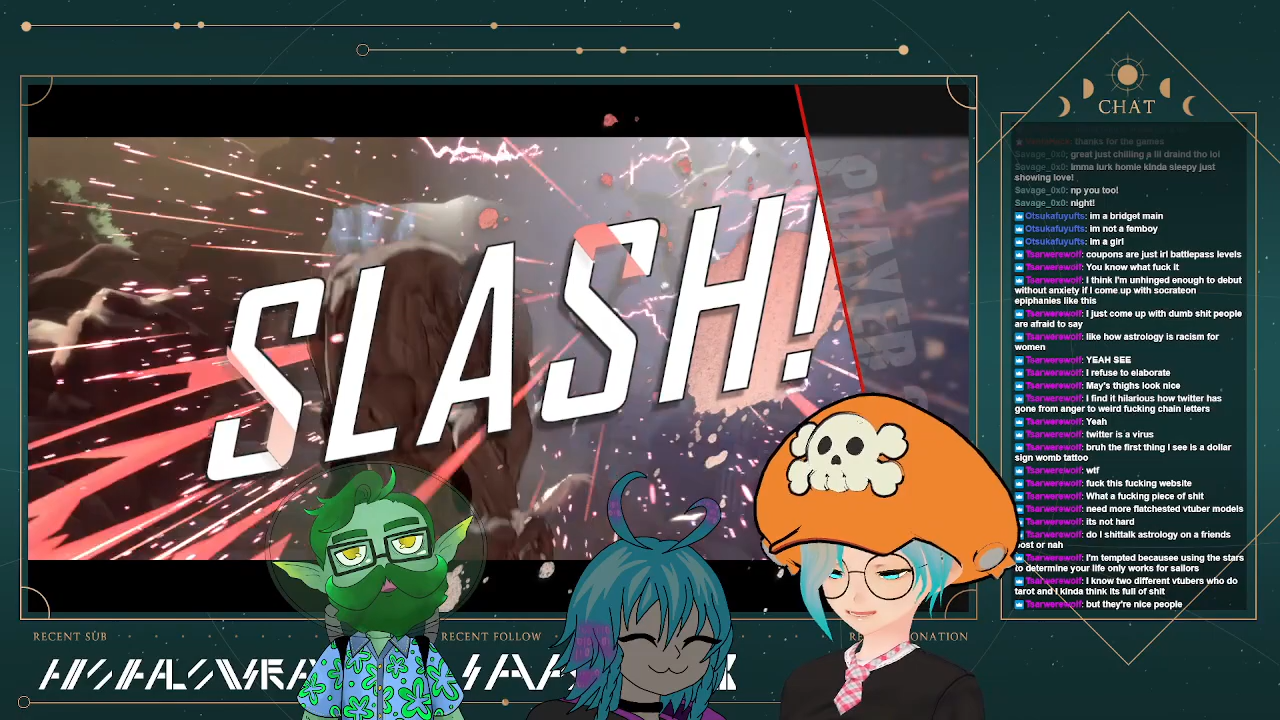 CHAT
thanks for the games
Savage_0x0: great just chilling a lil draind tho lol
Savage_0x0: imma lurk homie kinda sleepy just
showing love!
Savage_0x0: np you too!
Savage_0x0: night!
Otsukafuyufts: im a bridget main
Otsukafuyufts: im not a femboy
Otsukafuyufts: im a girl
Tsarwerewolf: coupons are just irl battlepass levels
Tsarwerewolf: You know what fuck it
Tsarwerewolf: I think I'm unhinged enough to debut
without anxiety if I come up with socrateon
epiphanies like this
Tsarwerewolf: I just come up with dumb shit people
are afraid to say
Tsarwerewolf: like how astrology is racism for
women
Tsarwerewolf: YEAH SEE
Tsarwerewolf: I refuse to elaborate
Tsarwerewolf: May's thighs look nice
Tsarwerewolf: I find it hilarious how twitter has
gone from anger to weird fucking chain letters
Tsarwerewolf: Yeah
Tsarwerewolf: twitter is a virus
Tsarwerewolf: bruh the first thing I see is a dollar
sign womb tattoo
Tsarwerewolf: wtf
Tsarwerewolf: fuck this fucking website
Tsarwerewolf: What a fucking piece of shit
Tsarwerewolf: need more flatchested vtuber models
Tsarwerewolf: its not hard
Tsarwerewolf: do I shittalk astrology on a friends
post or nah
Tsarwerewolf: I'm tempted becausee using the stars
to determine your life only works for sailors
Tsarwerewolf: I know two different vtubers who do
tarot and I kinda think its full of shit
Tsarwerewolf: but they're nice people
SLASH!
PLAYER
RECENT SUB
RECENT FOLLOW